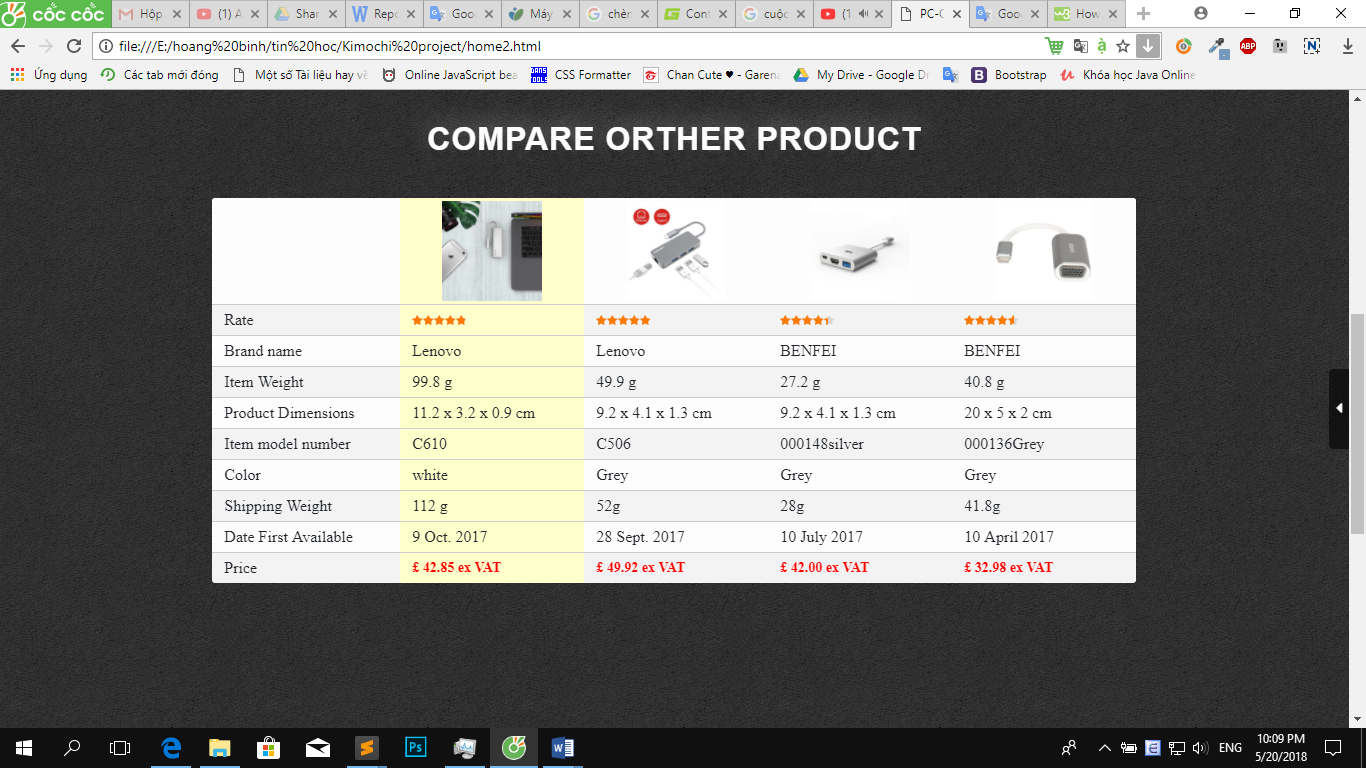 cốc cốc
Hộp
(1) A
Shar
Repo
Goo
Máy
chèn
Cont
cuộc
(1
PC-C
Goo
How
file:///E:/hoang%20binh/tin%20hoc/Kimochi%20project/home2.html
Ứng dụng
Các tab mới đóng
Một số Tài liệu hay về
Online JavaScript bea
CSS Formatter
Chan Cute ♥ - Garena
My Drive - Google Dr
Bootstrap
Khóa học Java Online
COMPARE ORTHER PRODUCT
Rate
Brand name Lenovo Lenovo BENFEI BENFEI
Item Weight 99.8 g 49.9 g 27.2 g 40.8 g
Product Dimensions 11.2 x 3.2 x 0.9 cm 9.2 x 4.1 x 1.3 cm 9.2 x 4.1 x 1.3 cm 20 x 5 x 2 cm
Item model number C610 C506 000148silver 000136Grey
Color white Grey Grey Grey
Shipping Weight 112 g 52g 28g 41.8g
Date First Available 9 Oct. 2017 28 Sept. 2017 10 July 2017 10 April 2017
Price £ 42.85 ex VAT £ 49.92 ex VAT £ 42.00 ex VAT £ 32.98 ex VAT
ENG
10:09 PM
5/20/2018